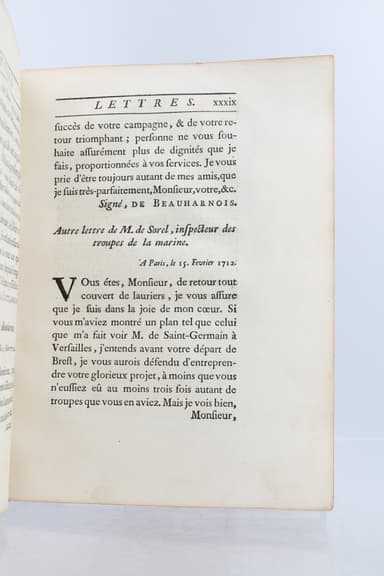 LETTRES. xxxix
succès de votre campagne, & de votre re-
tour triomphant; personne ne vous sou-
haite assurément plus de dignités que je
fais, proportionnées à vos services. Je vous
prie d'être toujours autant de mes amis, que
je suis très-parfaitement, Monsieur, votre, &c.
Signé, DE BEAUHARNOIS.
Autre lettre de M. de Sorel, inspecteur des
troupes de la marine.
A Paris, le 15. Fevrier 1712.
VOus étes, Monsieur, de retour tout
couvert de lauriers, je vous assure
que je suis dans la joie de mon cœur. Si
vous m'aviez montré un plan tel que celui
que m'a fait voir M. de Saint-Germain à
Versailles, j'entends avant votre départ de
Brest, je vous aurois défendu d'entrepren-
dre votre glorieux projet, à moins que vous
n'eussiez eû au moins trois fois autant de
troupes que vous en aviez. Mais je vois bien,
Monsieur,